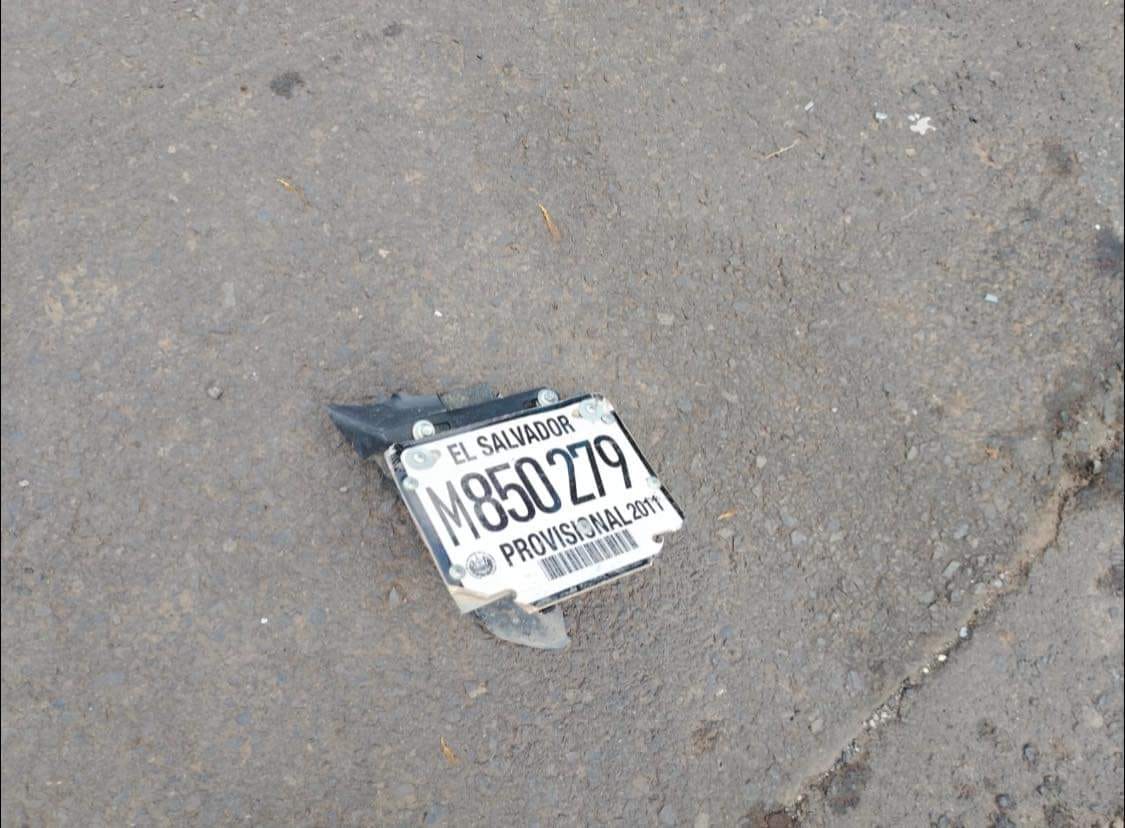 EL SALVADOR
M850279
PROVISIONAL 2011